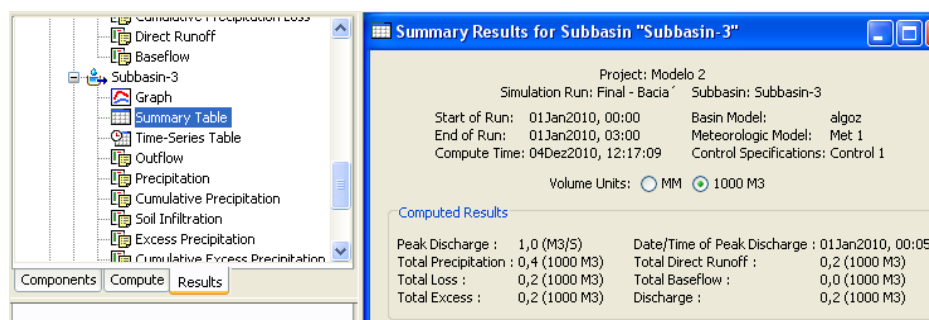 Cumulative Precipitation Loss
Direct Runoff
Baseflow
Subbasin-3
Graph
Summary Table
Time-Series Table
Outflow
Precipitation
Cumulative Precipitation
Soil Infiltration
Excess Precipitation
Cumulative Excess Precipitation
Components Compute Results
Summary Results for Subbasin "Subbasin-3"
Project: Modelo 2
Simulation Run: Final - Bacia´ Subbasin: Subbasin-3
Start of Run: 01Jan2010, 00:00 Basin Model: algoz
End of Run: 01Jan2010, 03:00 Meteorologic Model: Met 1
Compute Time: 04Dez2010, 12:17:09 Control Specifications: Control 1
Volume Units: MM 1000 M3
Computed Results
Peak Discharge : 1,0 (M3/S) Date/Time of Peak Discharge : 01Jan2010, 00:05
Total Precipitation : 0,4 (1000 M3) Total Direct Runoff : 0,2 (1000 M3)
Total Loss : 0,2 (1000 M3) Total Baseflow : 0,0 (1000 M3)
Total Excess : 0,2 (1000 M3) Discharge : 0,2 (1000 M3)